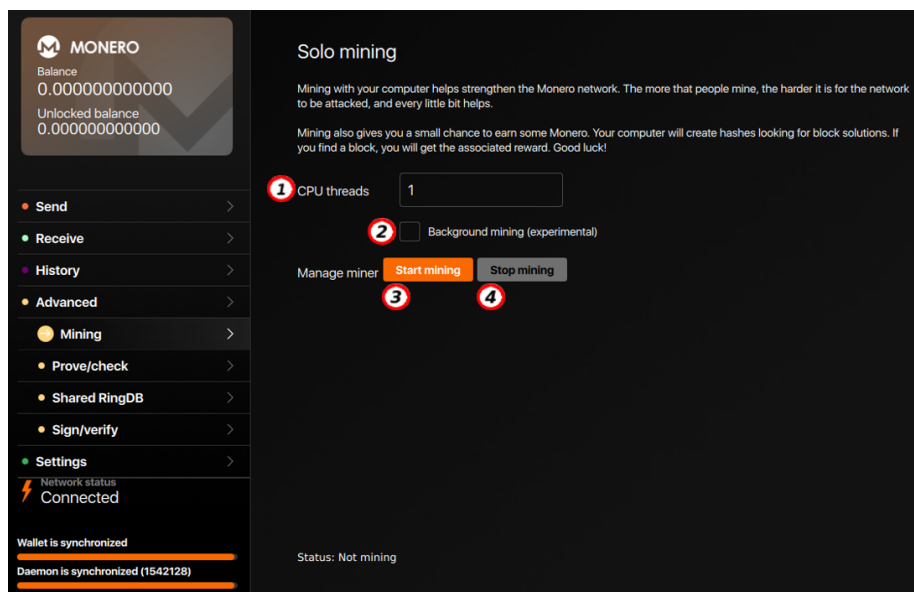 MONERO
Balance
0.000000000000
Unlocked balance
0.000000000000
Send
Receive
History
Advanced
Mining
Prove/check
Shared RingDB
Sign/verify
Settings
Network status
Connected
Wallet is synchronized
Daemon is synchronized (1542128)
Solo mining
Mining with your computer helps strengthen the Monero network. The more that people mine, the harder it is for the network
to be attacked, and every little bit helps.
Mining also gives you a small chance to earn some Monero. Your computer will create hashes looking for block solutions. If
you find a block, you will get the associated reward. Good luck!
1 CPU threads 1
2 Background mining (experimental)
Manage miner Start mining Stop mining
3 4
Status: Not mining